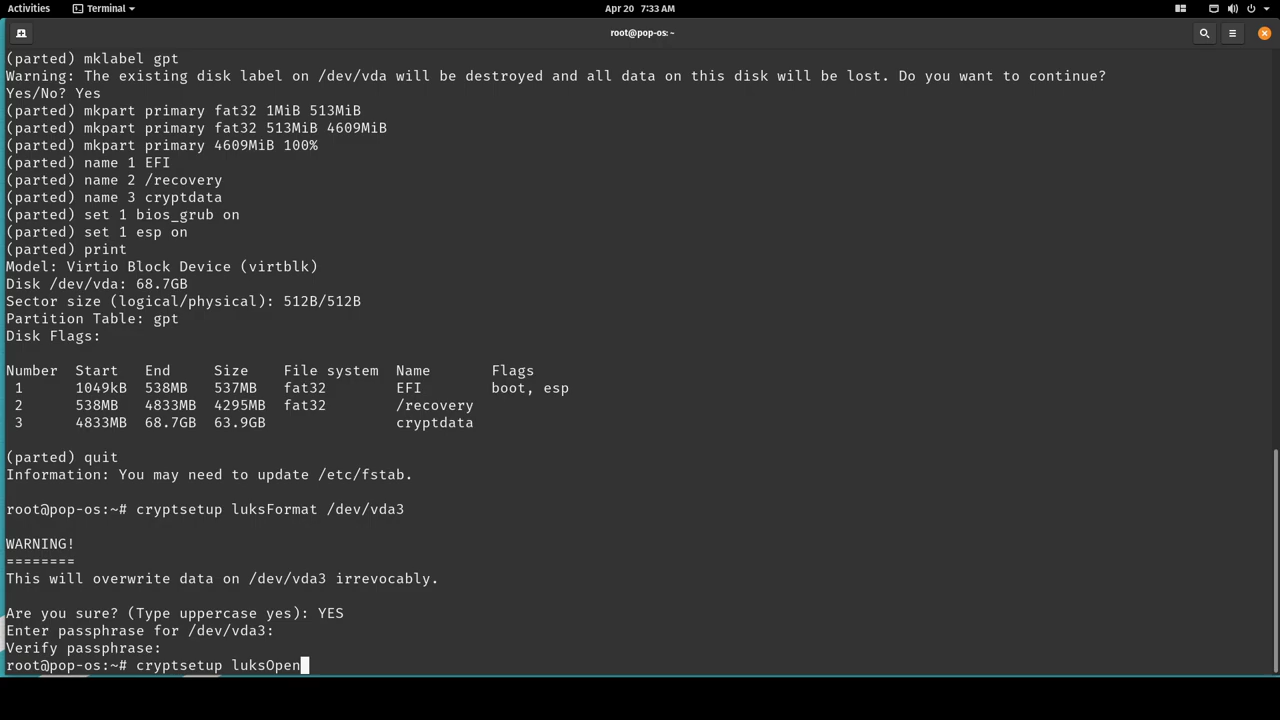 Activities
Terminal
Apr 20 7:33 AM
root@pop-os: ~
(parted) mklabel gpt
Warning: The existing disk label on /dev/vda will be destroyed and all data on this disk will be lost. Do you want to continue?
Yes/No? Yes
(parted) mkpart primary fat32 1MiB 513MiB
(parted) mkpart primary fat32 513MiB 4609MiB
(parted) mkpart primary 4609MiB 100%
(parted) name 1 EFI
(parted) name 2 /recovery
(parted) name 3 cryptdata
(parted) set 1 bios_grub on
(parted) set 1 esp on
(parted) print
Model: Virtio Block Device (virtblk)
Disk /dev/vda: 68.7GB
Sector size (logical/physical): 512B/512B
Partition Table: gpt
Disk Flags:
Number  Start   End     Size    File system  Name       Flags
 1      1049kB  538MB   537MB   fat32        EFI        boot, esp
 2      538MB   4833MB  4295MB  fat32        /recovery
 3      4833MB  68.7GB  63.9GB               cryptdata
(parted) quit
Information: You may need to update /etc/fstab.
root@pop-os:~# cryptsetup luksFormat /dev/vda3
WARNING!
========
This will overwrite data on /dev/vda3 irrevocably.
Are you sure? (Type uppercase yes): YES
Enter passphrase for /dev/vda3:
Verify passphrase:
root@pop-os:~# cryptsetup luksOpen